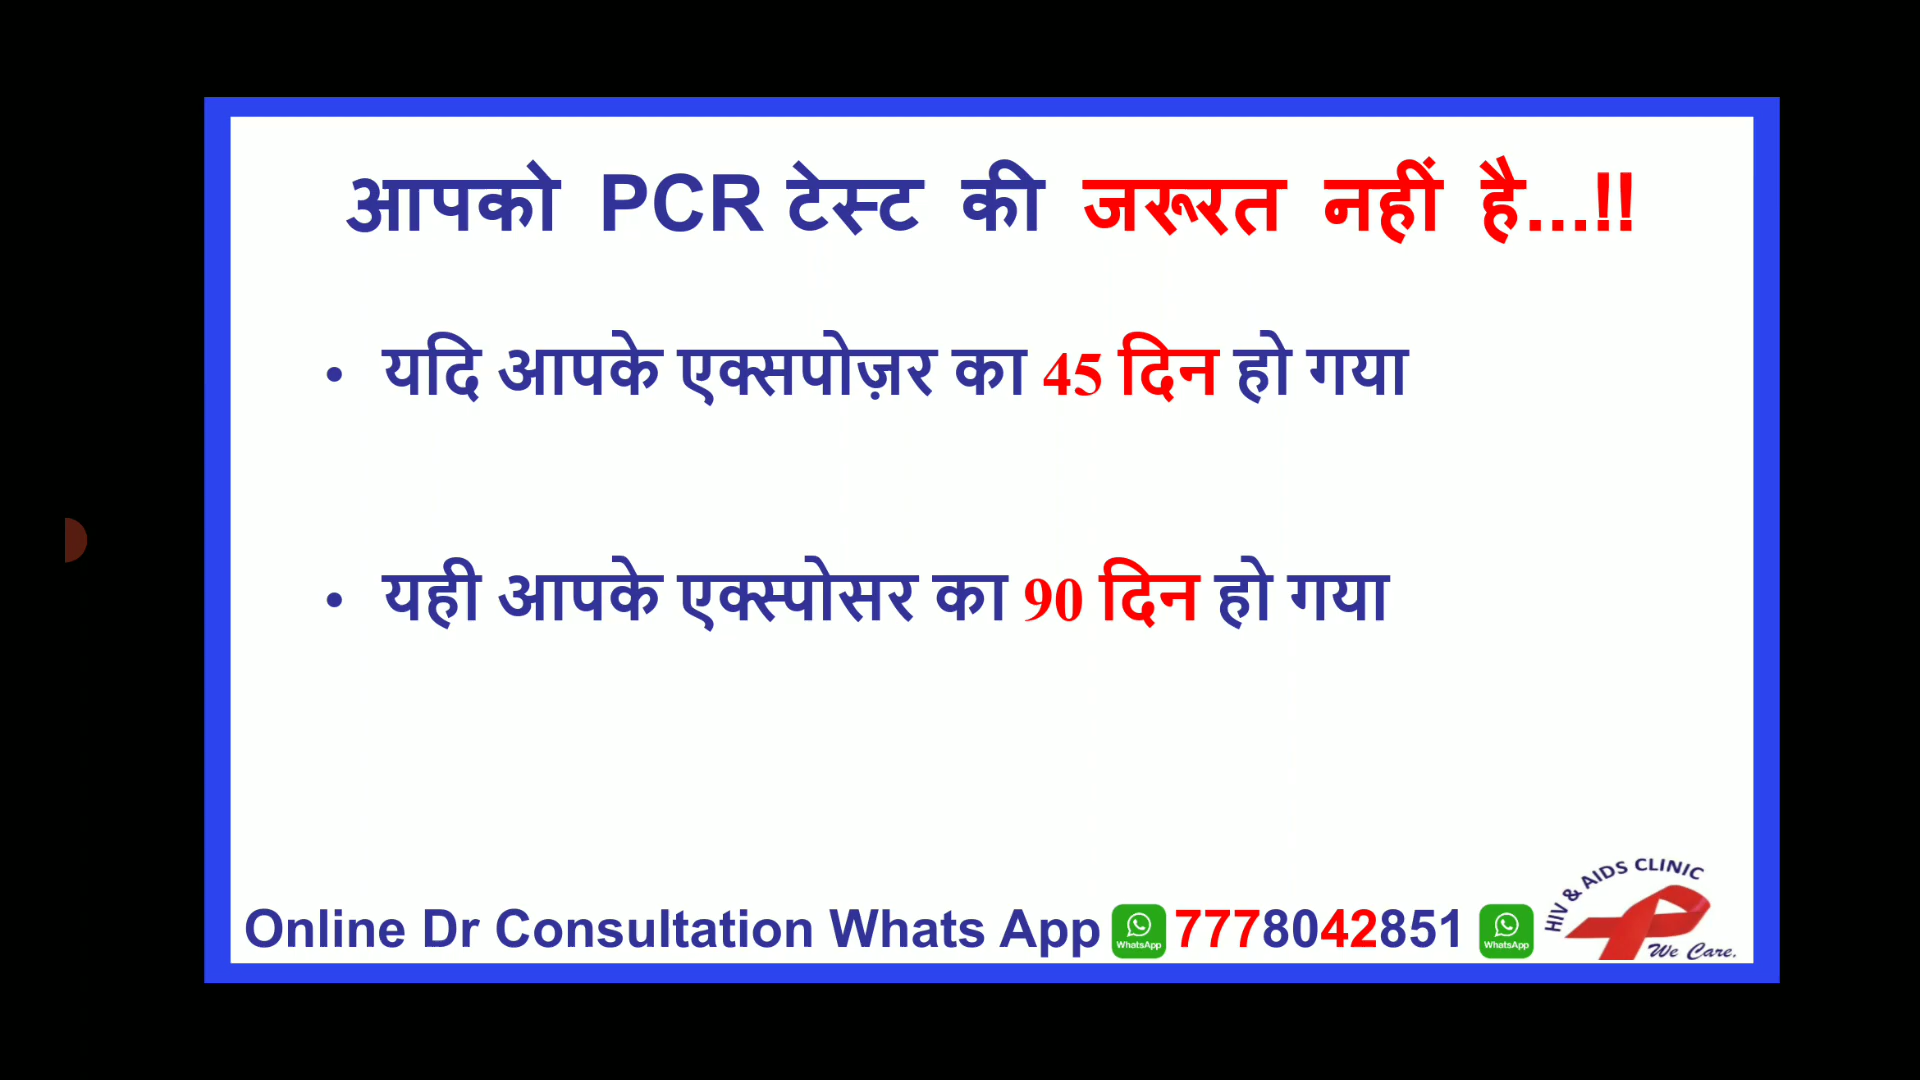 आपको PCR टेस्ट की जरूरत नहीं है...!!
• यदि आपके एक्सपोज़र का 45 दिन हो गया
• यही आपके एक्स्पोसर का 90 दिन हो गया
HIV & AIDS CLINIC
Online Dr Consultation Whats App WhatsApp 7778042851 WhatsApp
We Care.